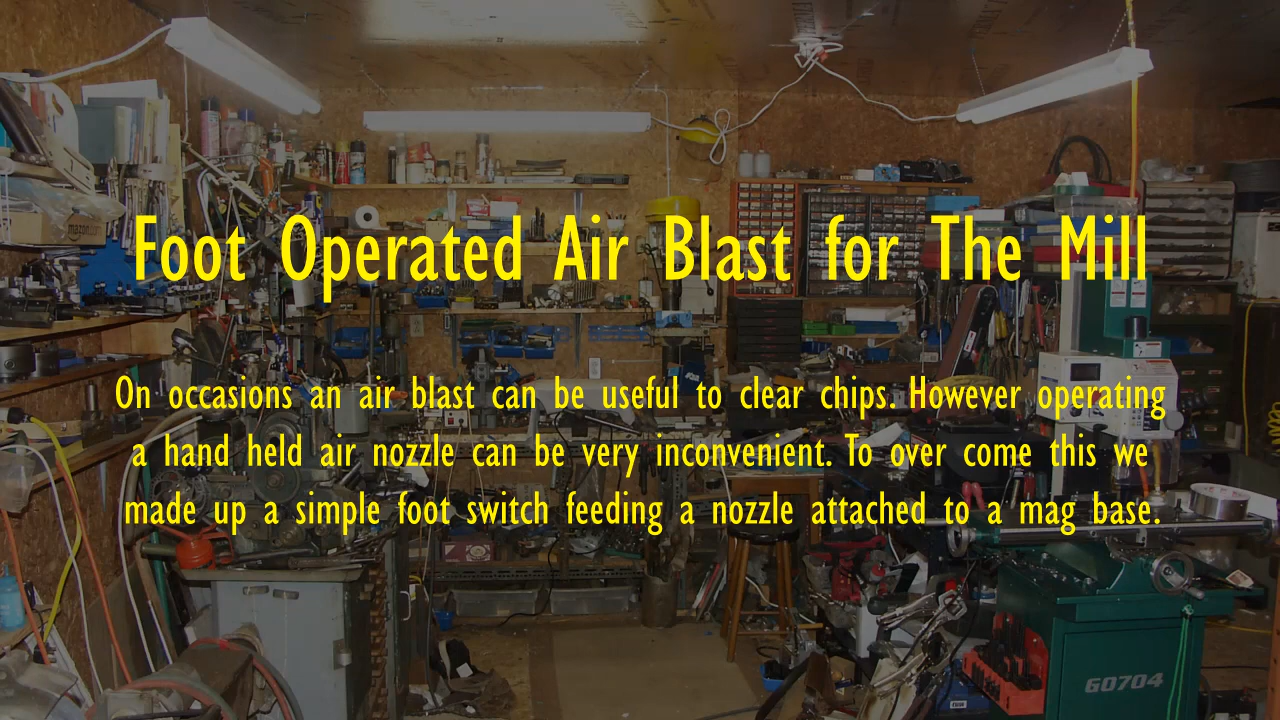 Foot Operated Air Blast for The Mill
On occasions an air blast can be useful to clear chips. However operating
a hand held air nozzle can be very inconvenient. To over come this we
made up a simple foot switch feeding a nozzle attached to a mag base.
amazon.com
G0704